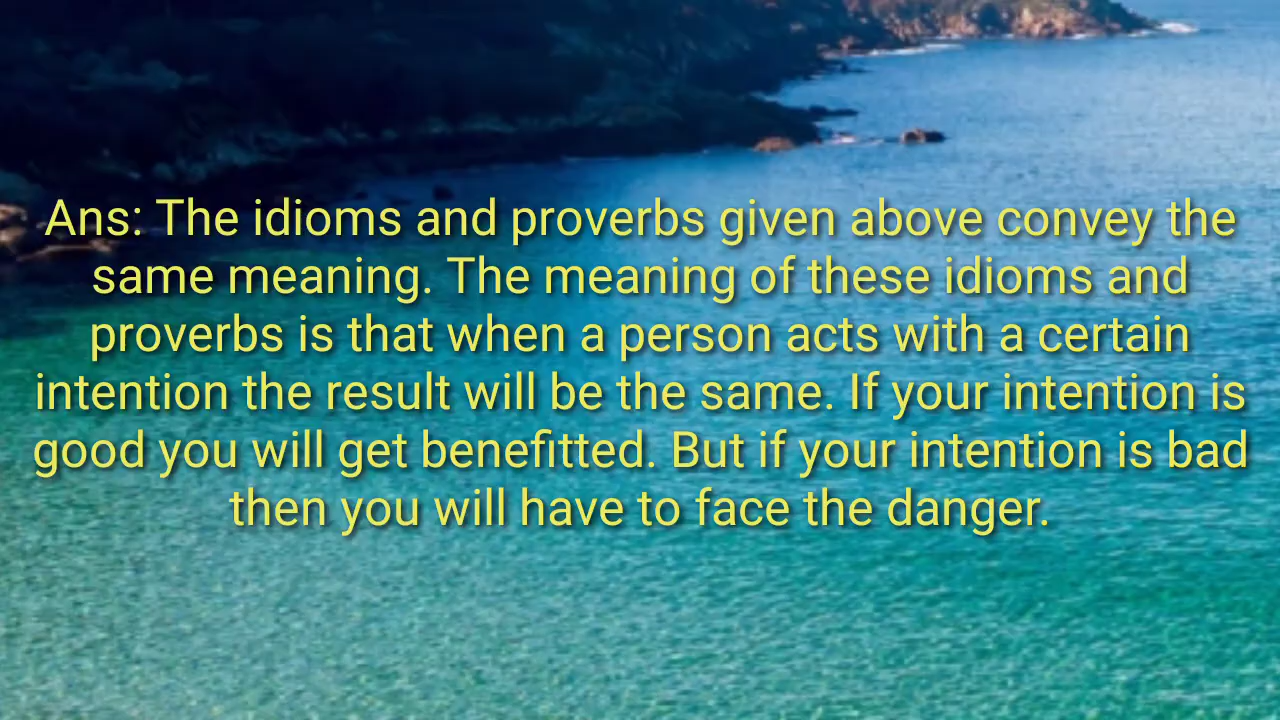 Ans: The idioms and proverbs given above convey the
same meaning. The meaning of these idioms and
proverbs is that when a person acts with a certain
intention the result will be the same. If your intention is
good you will get benefitted. But if your intention is bad
then you will have to face the danger.